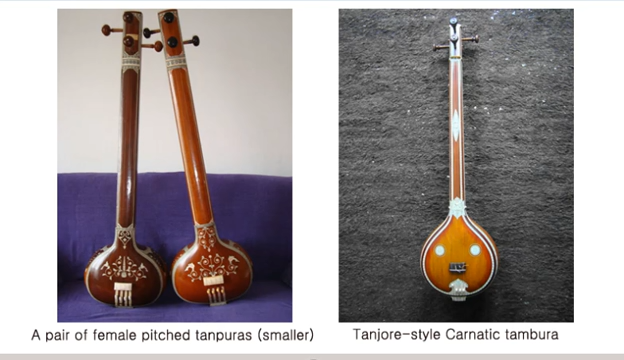 A pair of female pitched tanpuras (smaller)
Tanjore-style Carnatic tambura